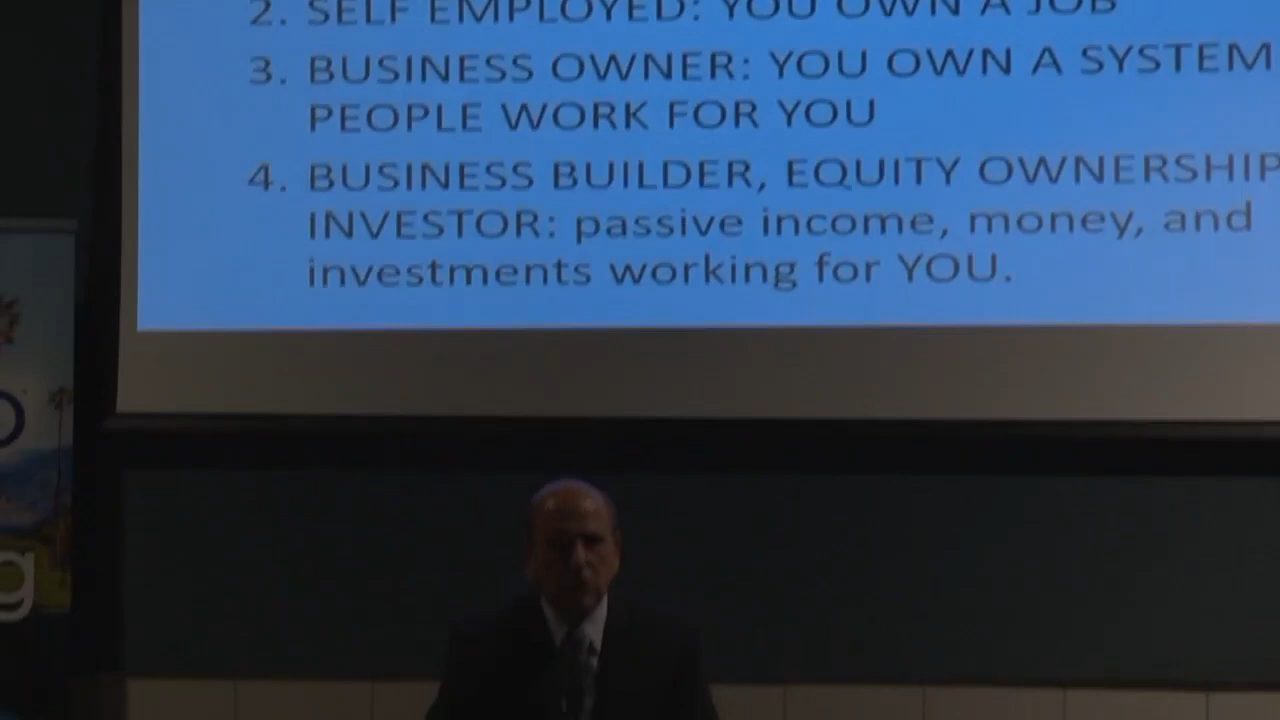 2. SELF EMPLOYED: YOU OWN A JOB
3. BUSINESS OWNER: YOU OWN A SYSTEM
PEOPLE WORK FOR YOU
4. BUSINESS BUILDER, EQUITY OWNERSHIP
INVESTOR: passive income, money, and
investments working for YOU.
g